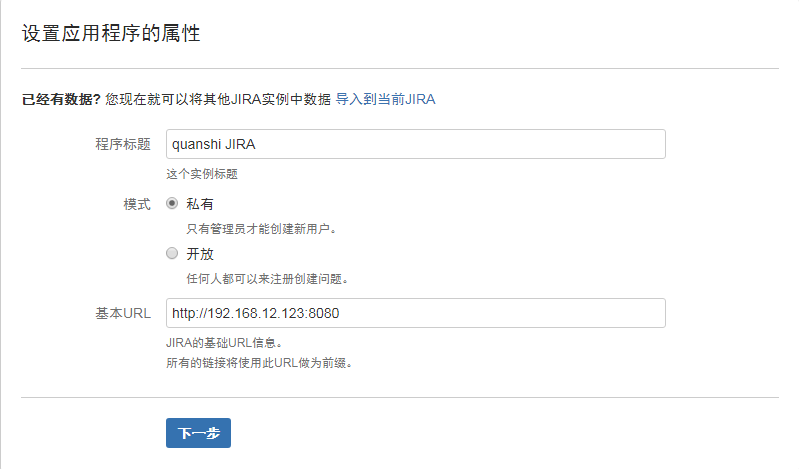 设置应用程序的属性
已经有数据? 您现在就可以将其他JIRA实例中数据 导入到当前JIRA
程序标题 quanshi JIRA
这个实例标题
模式 私有
只有管理员才能创建新用户。
开放
任何人都可以来注册创建问题。
基本URL http://192.168.12.123:8080
JIRA的基础URL信息。
所有的链接将使用此URL做为前缀。
下一步